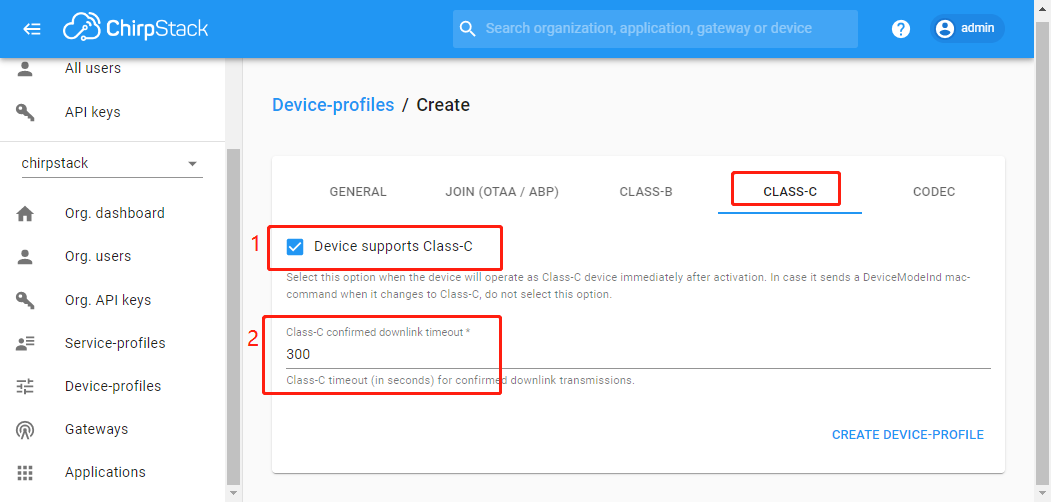 ChirpStack
Search organization, application, gateway or device
?
admin
All users
API keys
chirpstack
Org. dashboard
Org. users
Org. API keys
Service-profiles
Device-profiles
Gateways
Applications
Device-profiles / Create
GENERAL
JOIN (OTAA / ABP)
CLASS-B
CLASS-C
CODEC
1
Device supports Class-C
Select this option when the device will operate as Class-C device immediately after activation. In case it sends a DeviceModeInd mac-
command when it changes to Class-C, do not select this option.
2
Class-C confirmed downlink timeout *
300
Class-C timeout (in seconds) for confirmed downlink transmissions.
CREATE DEVICE-PROFILE